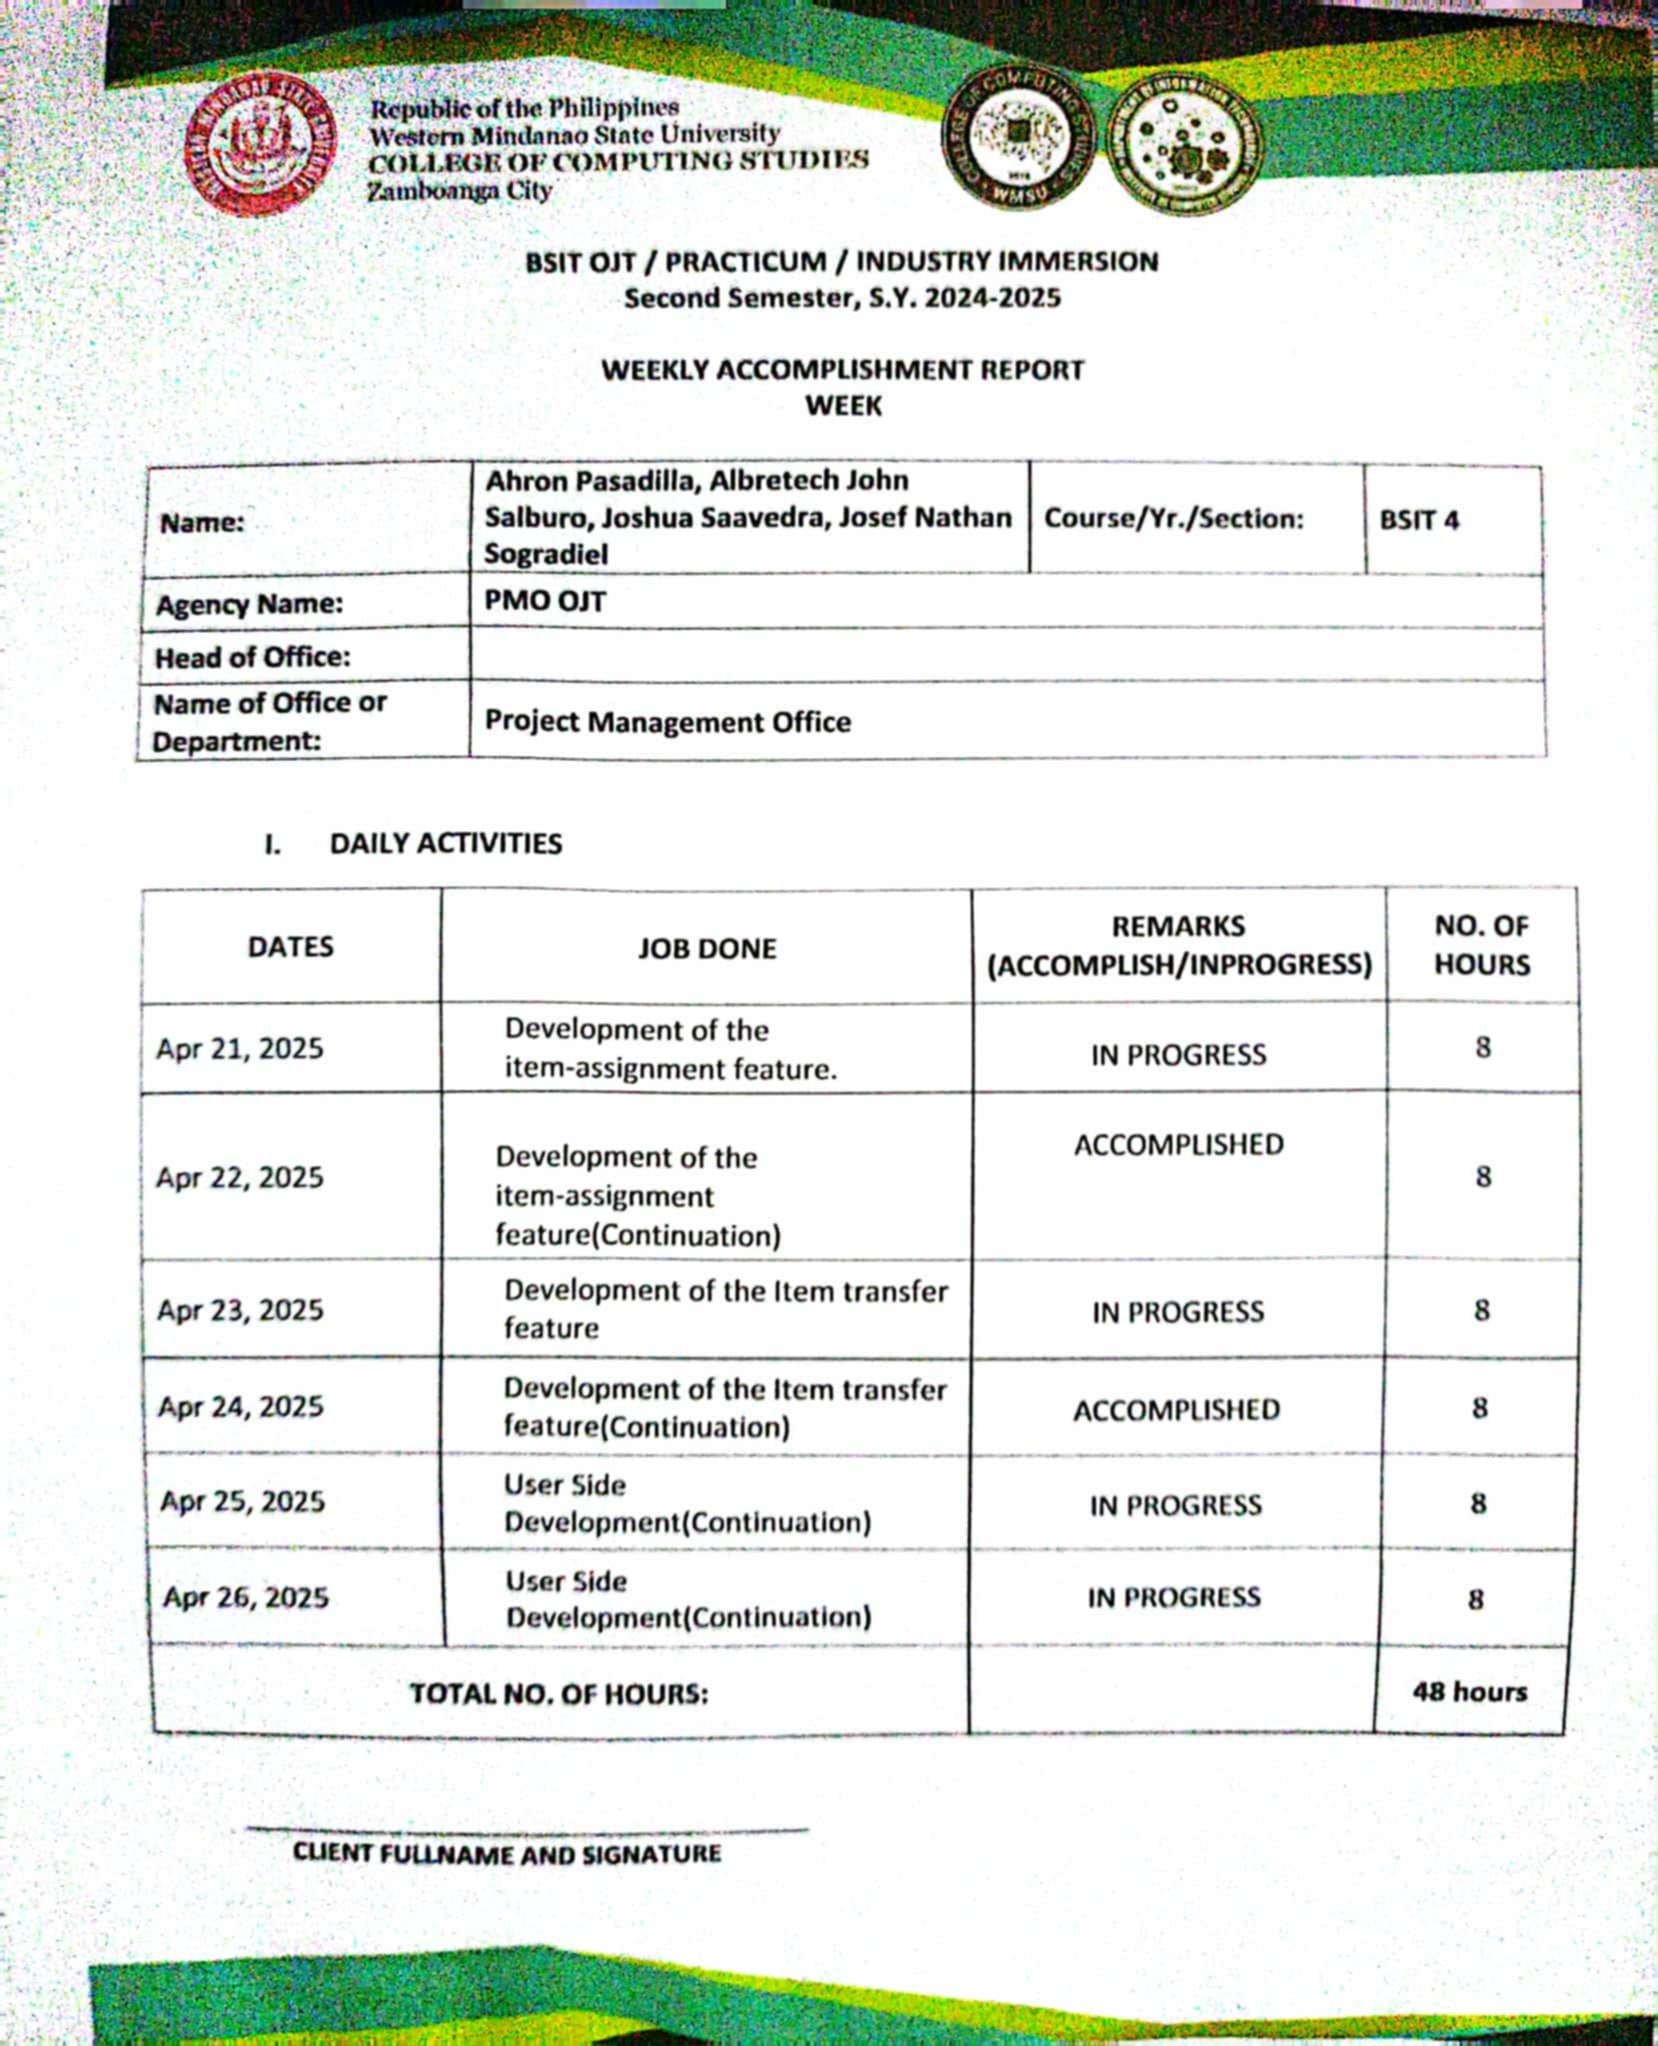 Republic of the Philippines
Western Mindanao State University
COLLEGE OF COMPUTING STUDIES
Zamboanga City
COLLEGE OF COMPUTING STUDIES
WMSU
BSIT OJT / PRACTICUM / INDUSTRY IMMERSION
Second Semester, S.Y. 2024-2025
WEEKLY ACCOMPLISHMENT REPORT
WEEK
Name:
Ahron Pasadilla, Albretech John
Salburo, Joshua Saavedra, Josef Nathan
Sogradiel
Course/Yr./Section:
BSIT 4
Agency Name:
PMO OJT
Head of Office:
Name of Office or
Department:
Project Management Office
I. DAILY ACTIVITIES
DATES
JOB DONE
REMARKS
(ACCOMPLISH/INPROGRESS)
NO. OF
HOURS
Apr 21, 2025
Development of the
item-assignment feature.
IN PROGRESS
8
Apr 22, 2025
Development of the
item-assignment
feature(Continuation)
ACCOMPLISHED
8
Apr 23, 2025
Development of the Item transfer
feature
IN PROGRESS
8
Apr 24, 2025
Development of the Item transfer
feature(Continuation)
ACCOMPLISHED
8
Apr 25, 2025
User Side
Development(Continuation)
IN PROGRESS
8
Apr 26, 2025
User Side
Development(Continuation)
IN PROGRESS
8
TOTAL NO. OF HOURS:
48 hours
CLIENT FULLNAME AND SIGNATURE